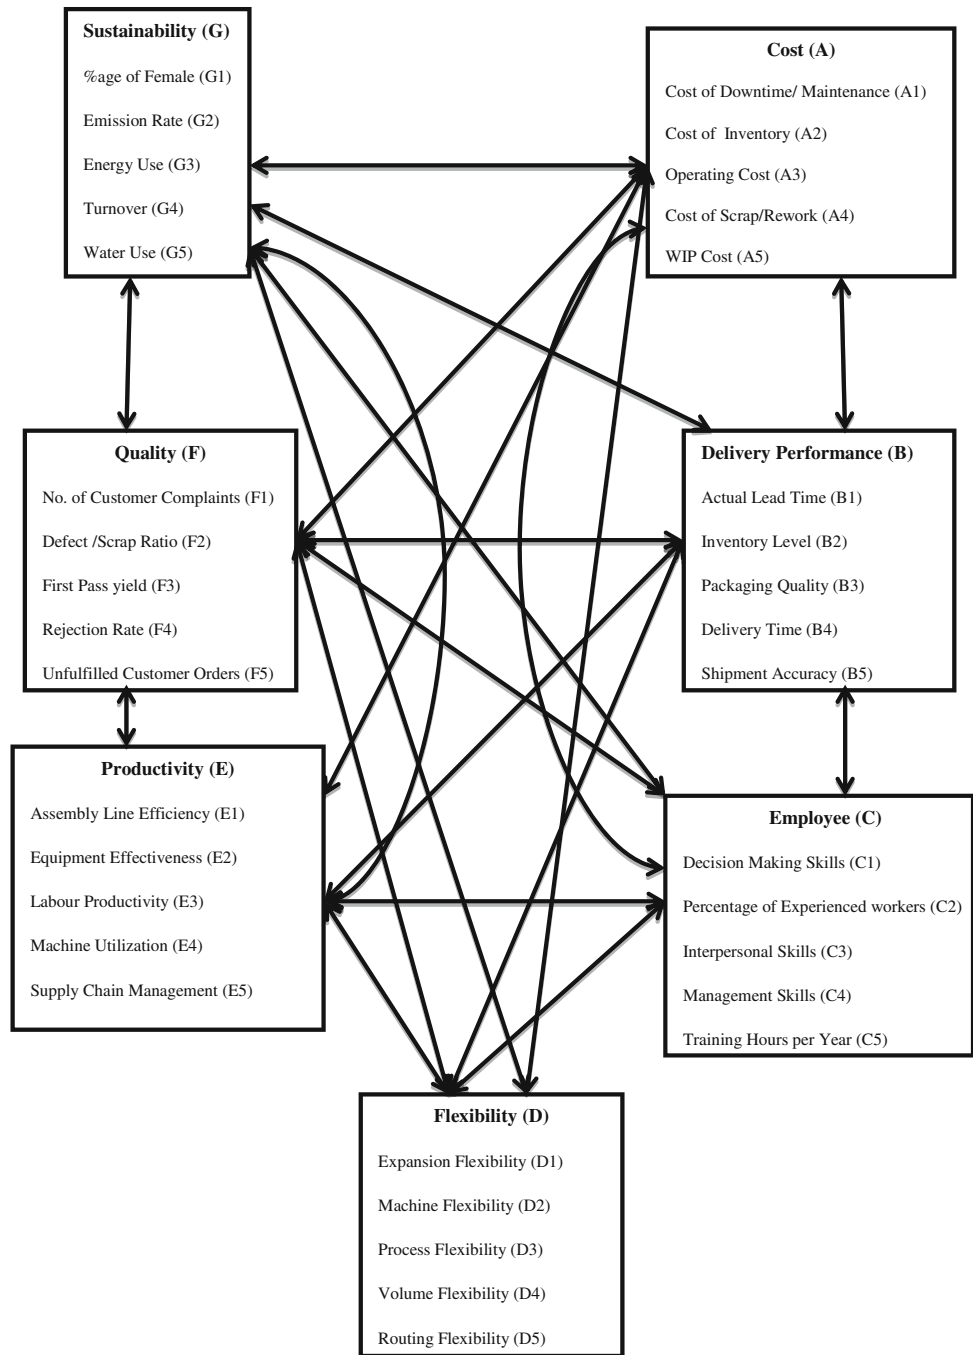 Sustainability (G)
%age of Female (G1)
Emission Rate (G2)
Energy Use (G3)
Turnover (G4)
Water Use (G5)
Cost (A)
Cost of Downtime/ Maintenance (A1)
Cost of Inventory (A2)
Operating Cost (A3)
Cost of Scrap/Rework (A4)
WIP Cost (A5)
Quality (F)
No. of Customer Complaints (F1)
Defect /Scrap Ratio (F2)
First Pass yield (F3)
Rejection Rate (F4)
Unfulfilled Customer Orders (F5)
Delivery Performance (B)
Actual Lead Time (B1)
Inventory Level (B2)
Packaging Quality (B3)
Delivery Time (B4)
Shipment Accuracy (B5)
Productivity (E)
Assembly Line Efficiency (E1)
Equipment Effectiveness (E2)
Labour Productivity (E3)
Machine Utilization (E4)
Supply Chain Management (E5)
Employee (C)
Decision Making Skills (C1)
Percentage of Experienced workers (C2)
Interpersonal Skills (C3)
Management Skills (C4)
Training Hours per Year (C5)
Flexibility (D)
Expansion Flexibility (D1)
Machine Flexibility (D2)
Process Flexibility (D3)
Volume Flexibility (D4)
Routing Flexibility (D5)